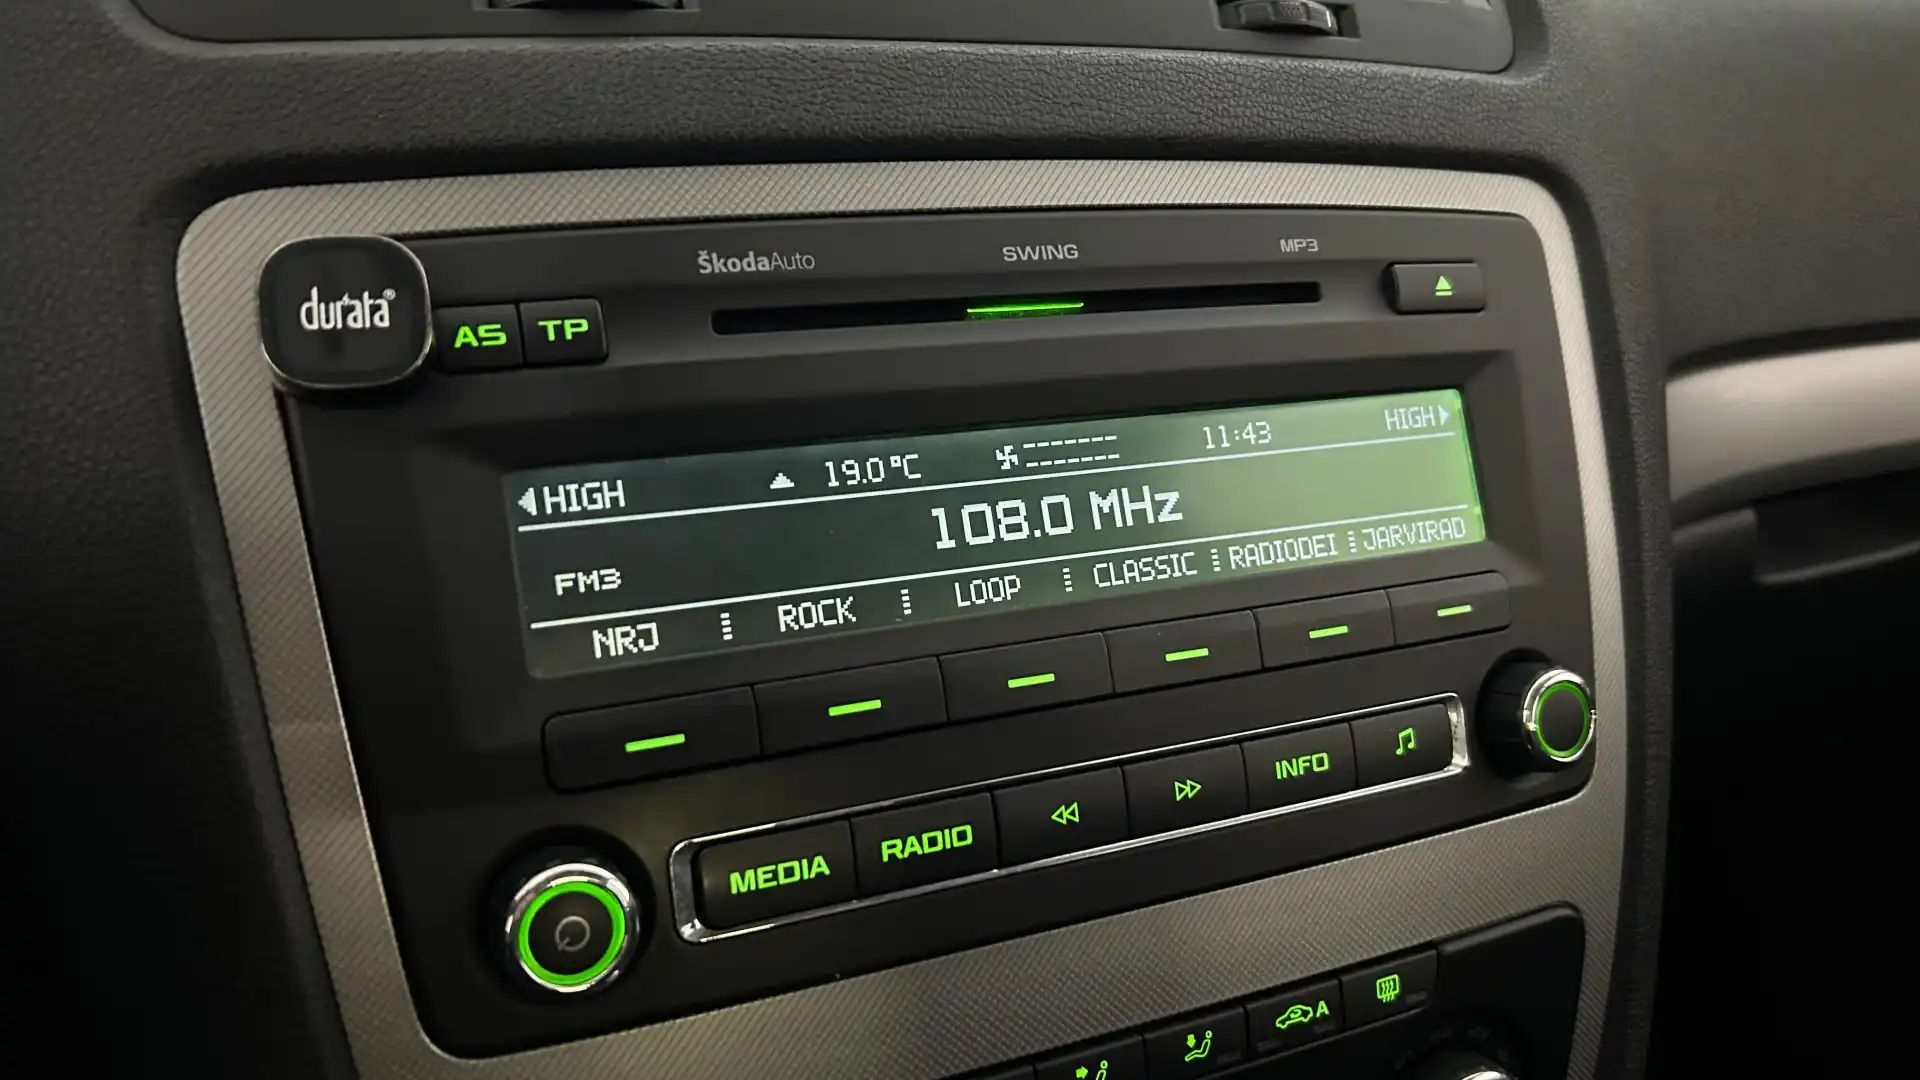 ŠkodaAuto SWING MP3
durata®
AS TP
HIGH 19.0°C 11:43 HIGH
108.0 MHz
FM3
NRJ ROCK LOOP CLASSIC RADIODEI JARVIRAD
MEDIA RADIO INFO
A